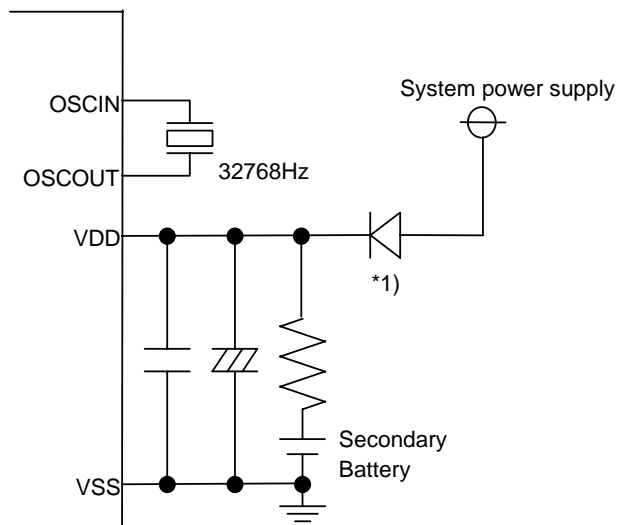 System power supply
OSCIN
OSCOUT
32768Hz
VDD
*1)
Secondary
Battery
VSS